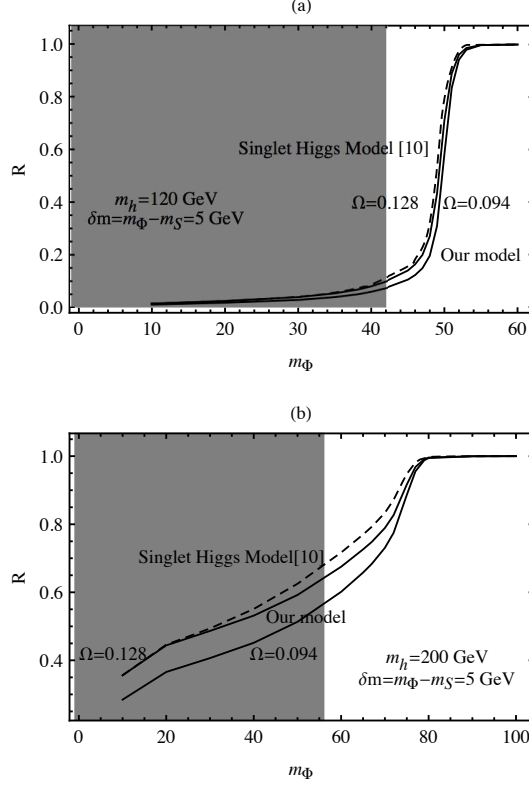 (a)
1.0
0.8
0.6
0.4
0.2
0.0
R
Singlet Higgs Model [10]
m_h=120 GeV
δm=m_Φ−m_S=5 GeV
Ω=0.128
Ω=0.094
Our model
0 10 20 30 40 50 60
m_Φ
(b)
1.0
0.8
0.6
0.4
R
Singlet Higgs Model[10]
Our model
Ω=0.128
Ω=0.094
m_h=200 GeV
δm=m_Φ−m_S=5 GeV
0 20 40 60 80 100
m_Φ